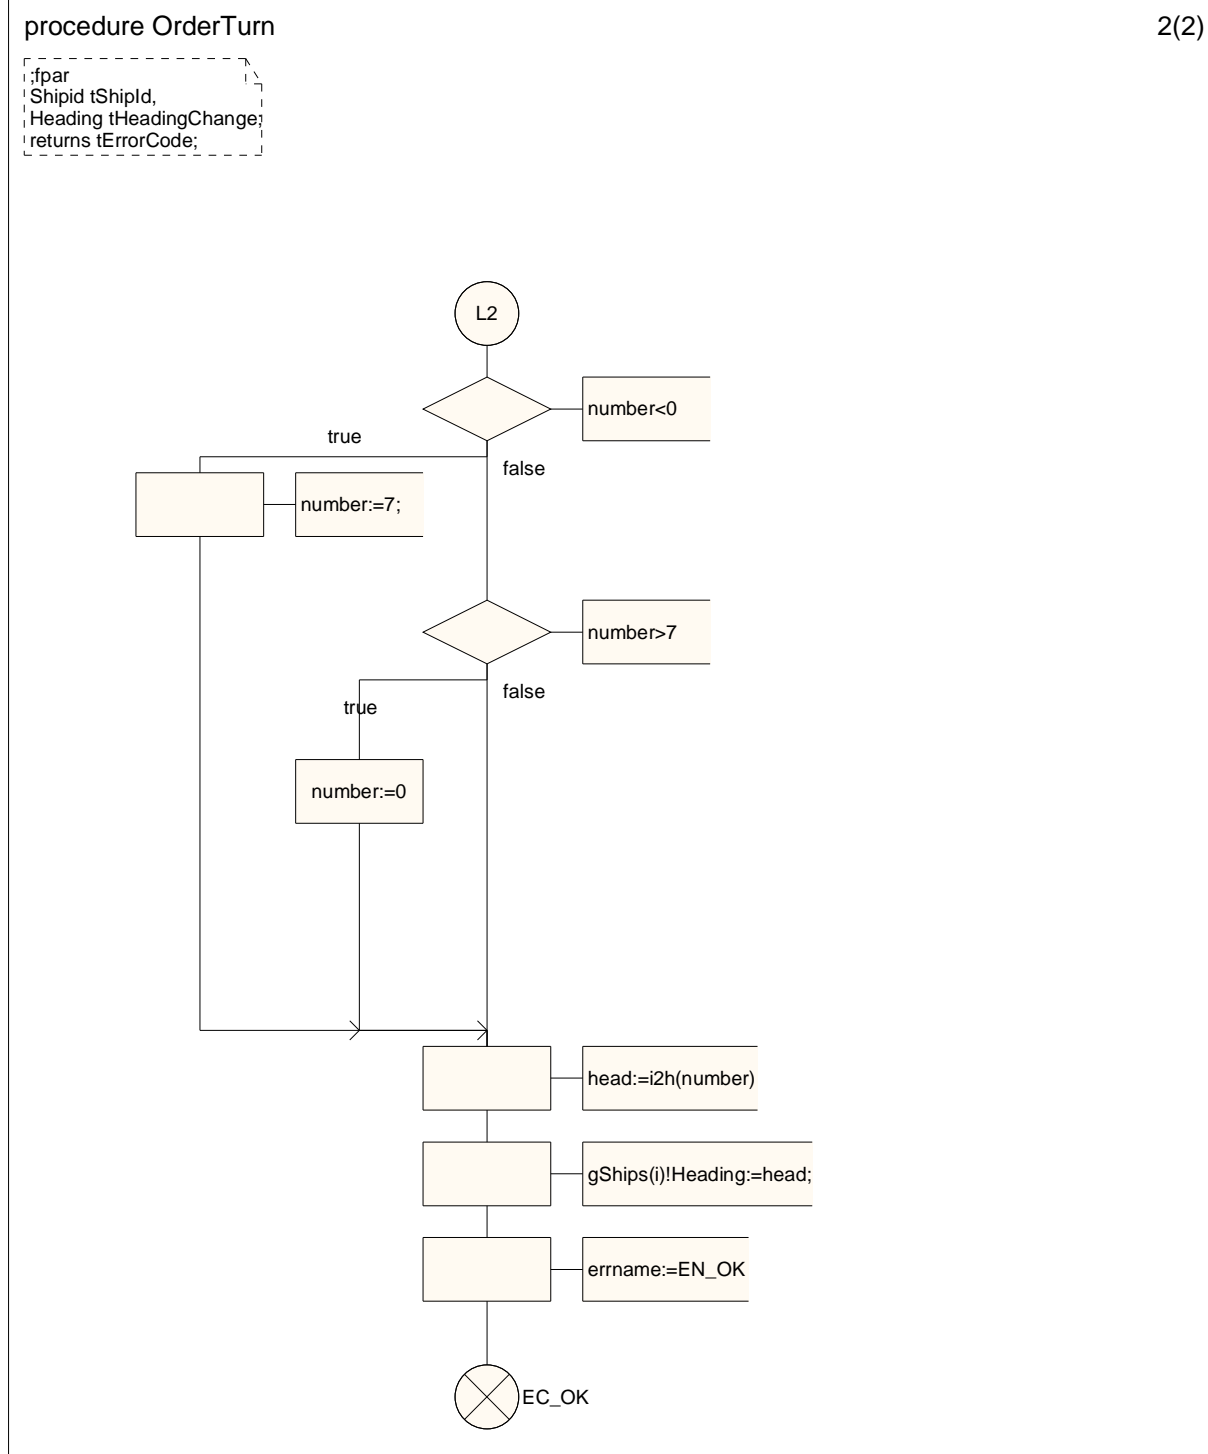 procedure OrderTurn
2(2)
;fpar
Shipid tShipId,
Heading tHeadingChange;
returns tErrorCode;
L2
number<0
true
false
number:=7;
number>7
false
true
number:=0
head:=i2h(number)
gShips(i)!Heading:=head;
errname:=EN_OK
EC_OK